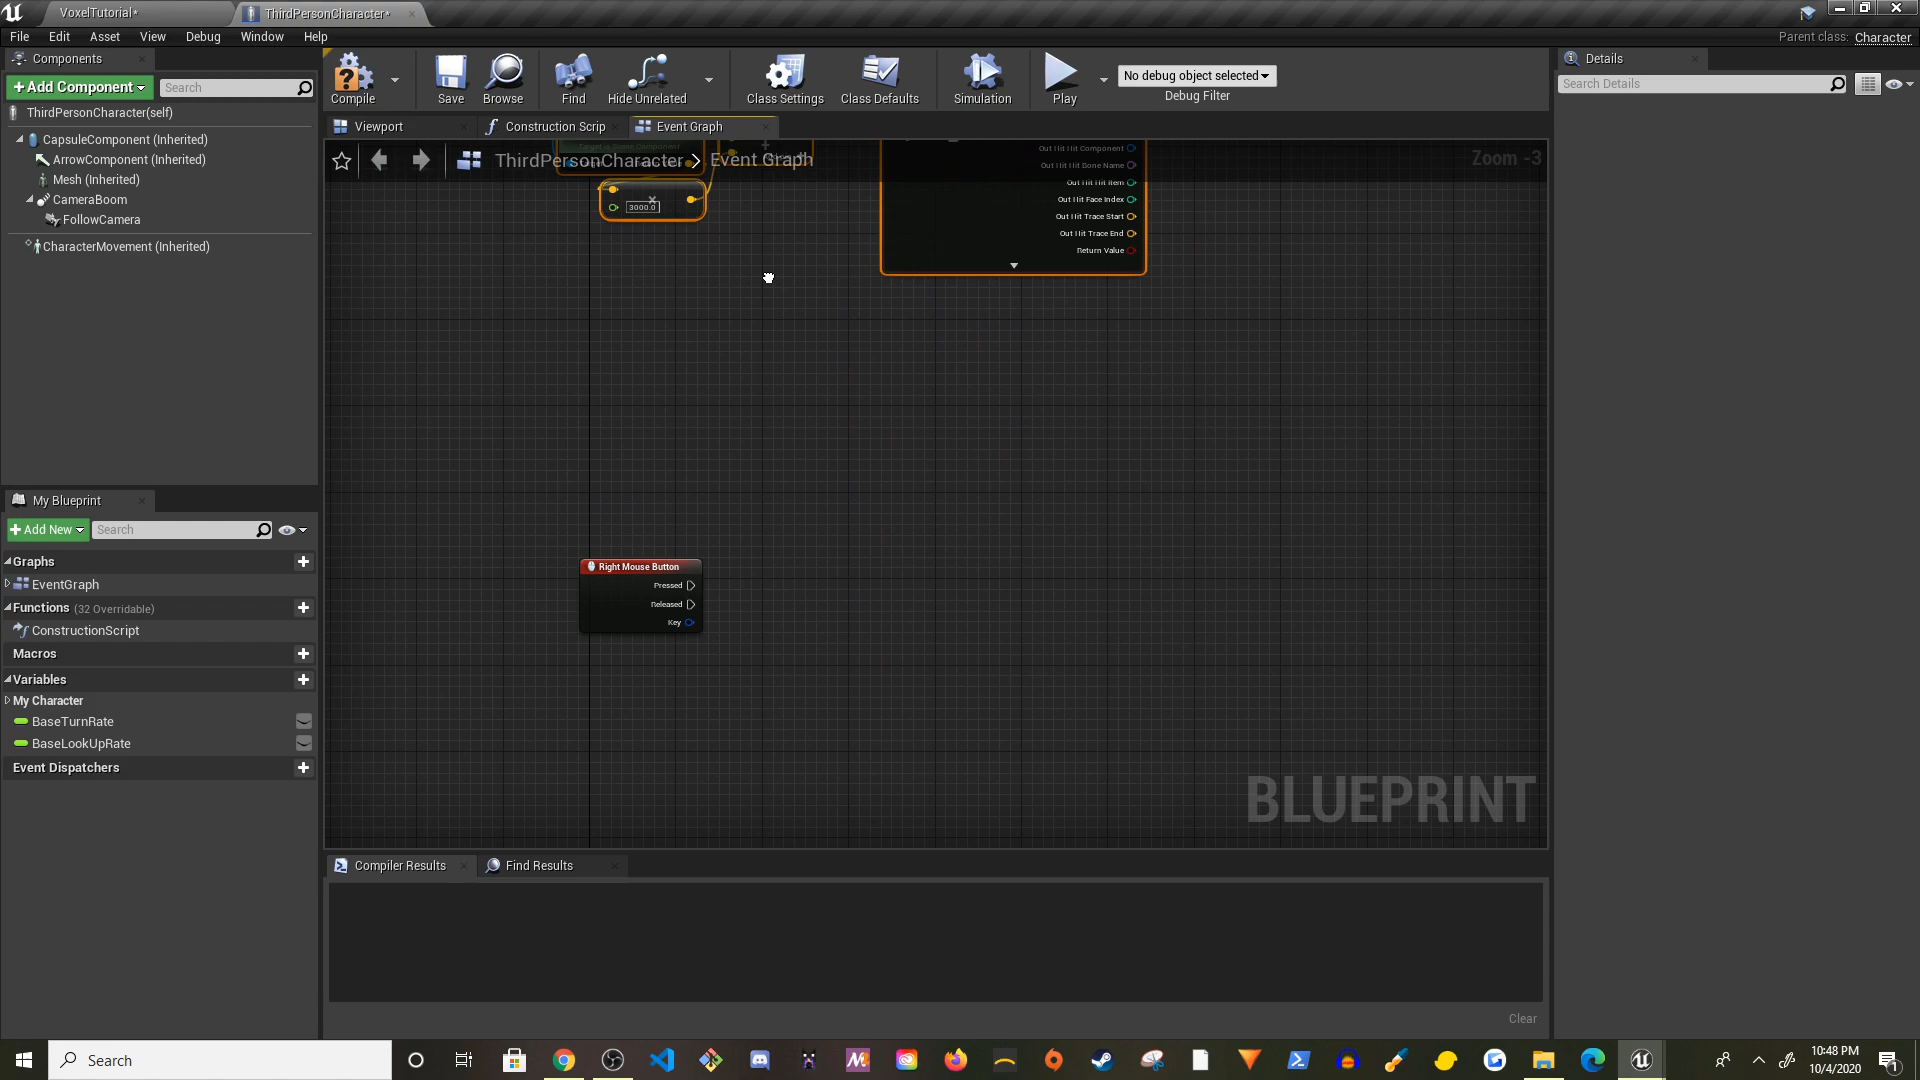 VoxelTutorial*
ThirdPersonCharacter*
File Edit Asset View Debug Window Help
Parent class: Character
Components
+Add Component
Search
ThirdPersonCharacter(self)
CapsuleComponent (Inherited)
ArrowComponent (Inherited)
Mesh (Inherited)
CameraBoom
FollowCamera
CharacterMovement (Inherited)
Compile
Save
Browse
Find
Hide Unrelated
Class Settings
Class Defaults
Simulation
Play
No debug object selected
Debug Filter
Details
Search Details
Viewport
Construction Scrip
Event Graph
ThirdPersonCharacter > Event Graph
Zoom -3
Target is Scene Component
3000.0
Out Hit Hit Component
Out Hit Hit Bone Name
Out Hit Hit Item
Out Hit Face Index
Out Hit Trace Start
Out Hit Trace End
Return Value
Right Mouse Button
Pressed
Released
Key
BLUEPRINT
My Blueprint
+Add New
Search
Graphs
EventGraph
Functions (32 Overridable)
ConstructionScript
Macros
Variables
My Character
BaseTurnRate
BaseLookUpRate
Event Dispatchers
Compiler Results
Find Results
Clear
Search
10:48 PM
10/4/2020
1